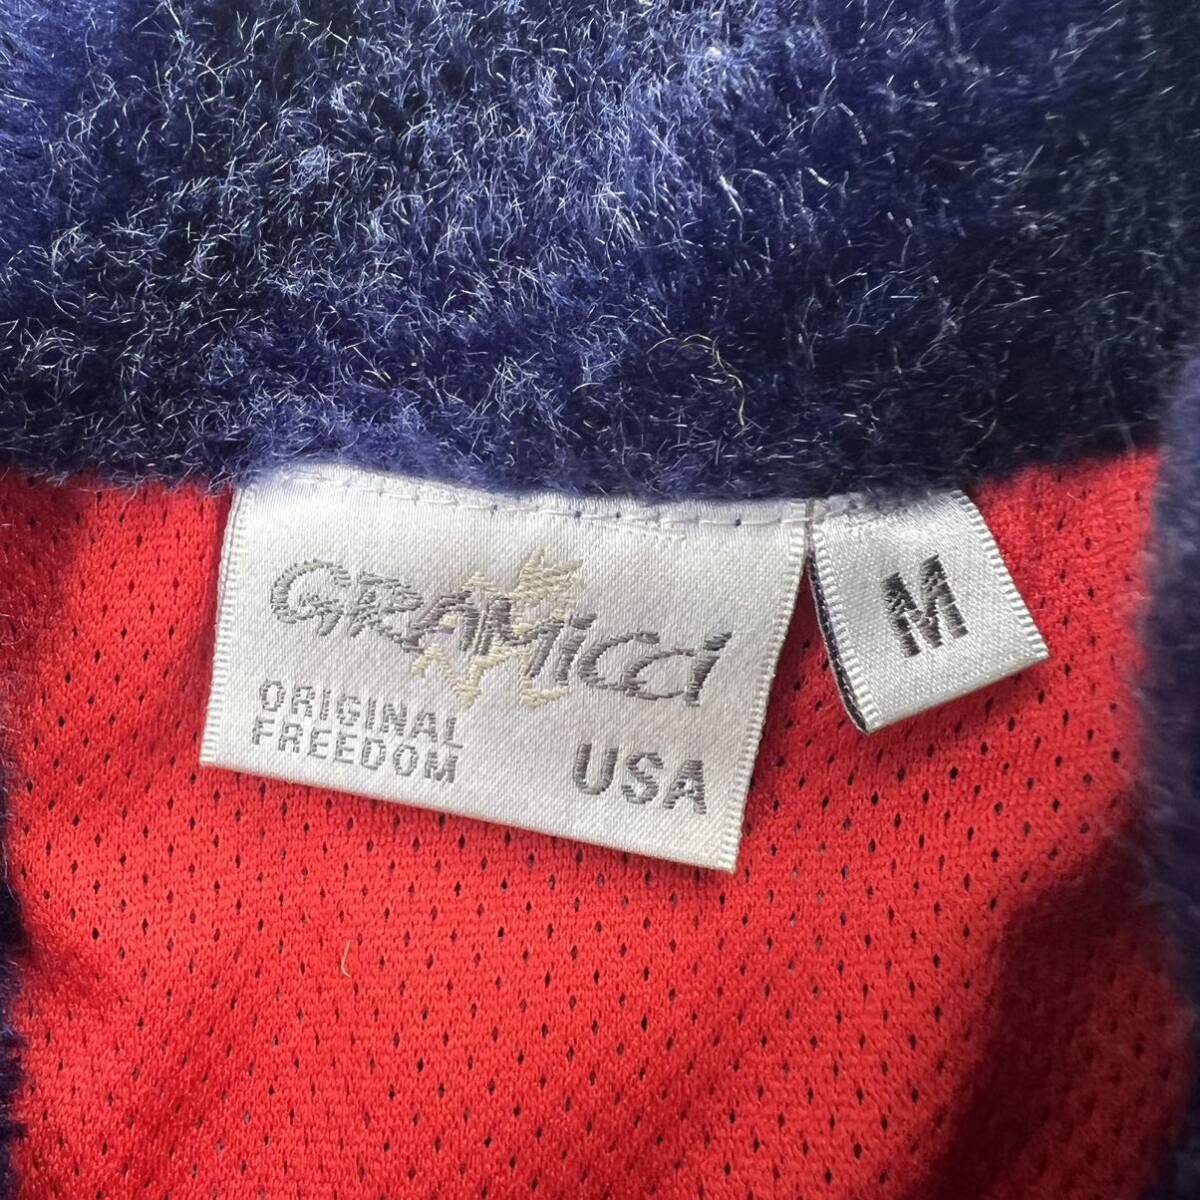 GRAMicci
ORIGINAL
FREEDOM
USA
M